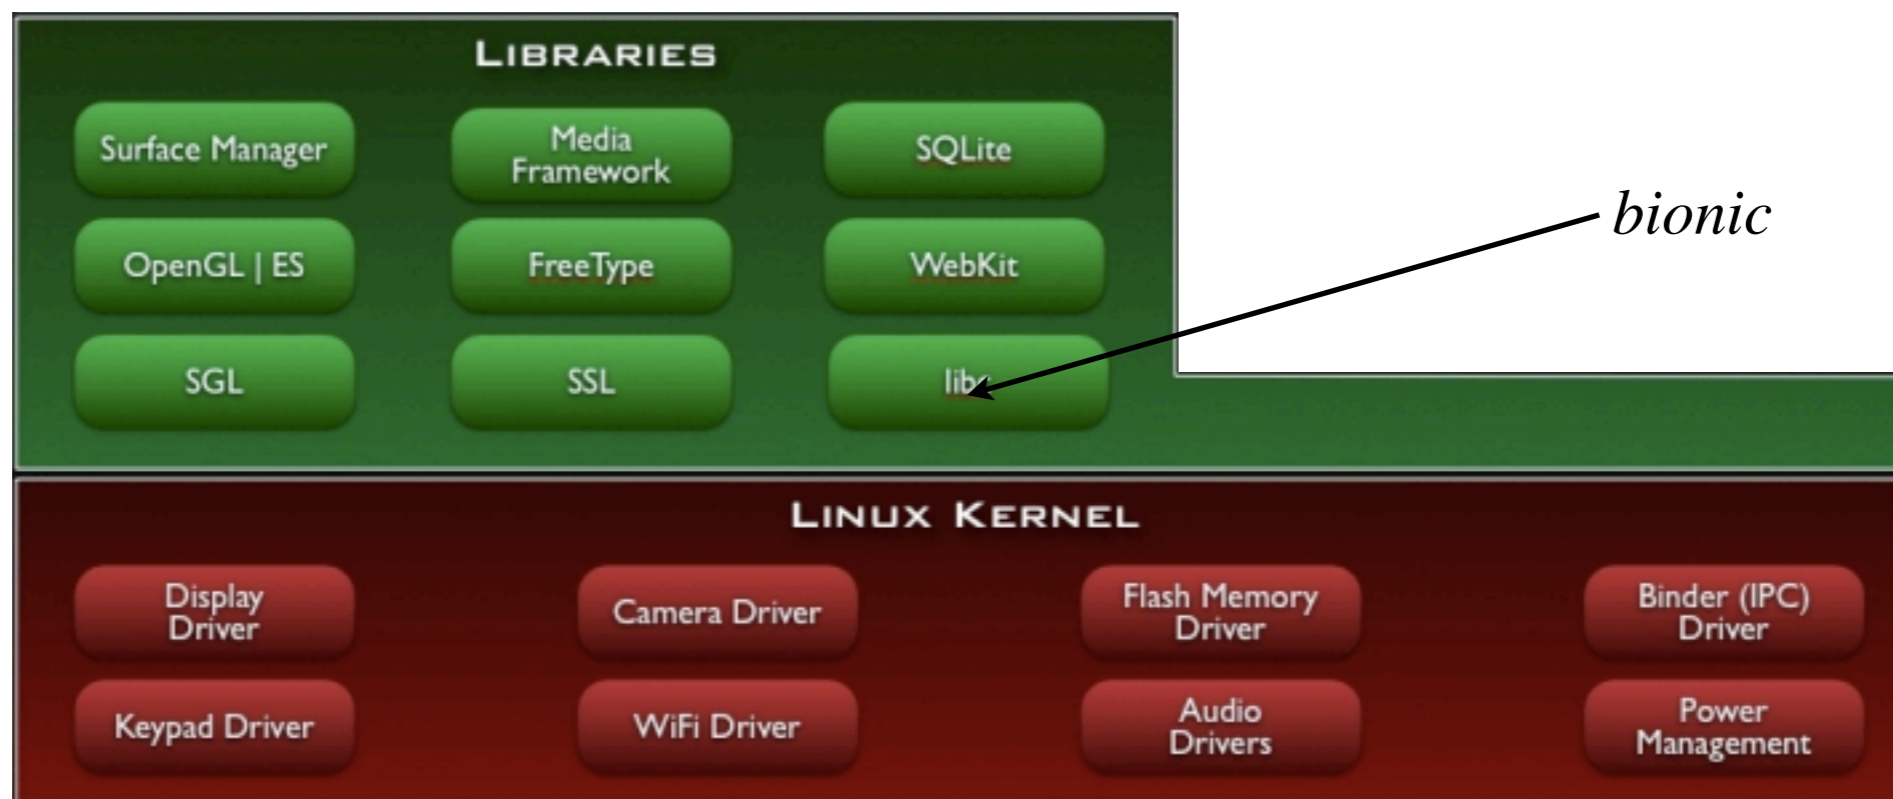 LIBRARIES
Surface Manager
Media
Framework
SQLite
OpenGL | ES
FreeType
WebKit
SGL
SSL
libc
bionic
LINUX KERNEL
Display
Driver
Camera Driver
Flash Memory
Driver
Binder (IPC)
Driver
Keypad Driver
WiFi Driver
Audio
Drivers
Power
Management